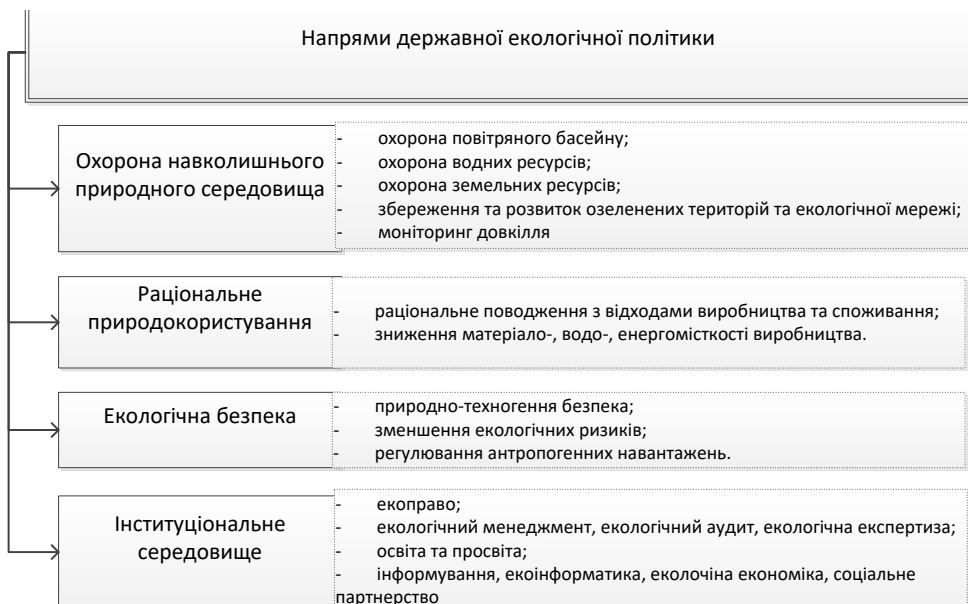 Напрями державної екологічної політики
Охорона навколишнього
природного середовища
- охорона повітряного басейну;
- охорона водних ресурсів;
- охорона земельних ресурсів;
- збереження та розвиток озеленених територій та екологічної мережі;
- моніторинг довкілля
Раціональне
природокористування
- раціональне поводження з відходами виробництва та споживання;
- зниження матеріало-, водо-, енергомісткості виробництва.
Екологічна безпека
- природно-техногення безпека;
- зменшення екологічних ризиків;
- регулювання антропогенних навантажень.
Інституціональне
середовище
- екоправо;
- екологічний менеджмент, екологічний аудит, екологічна експертиза;
- освіта та просвіта;
- інформування, екоінформатика, еколочіна економіка, соціальне
партнерство